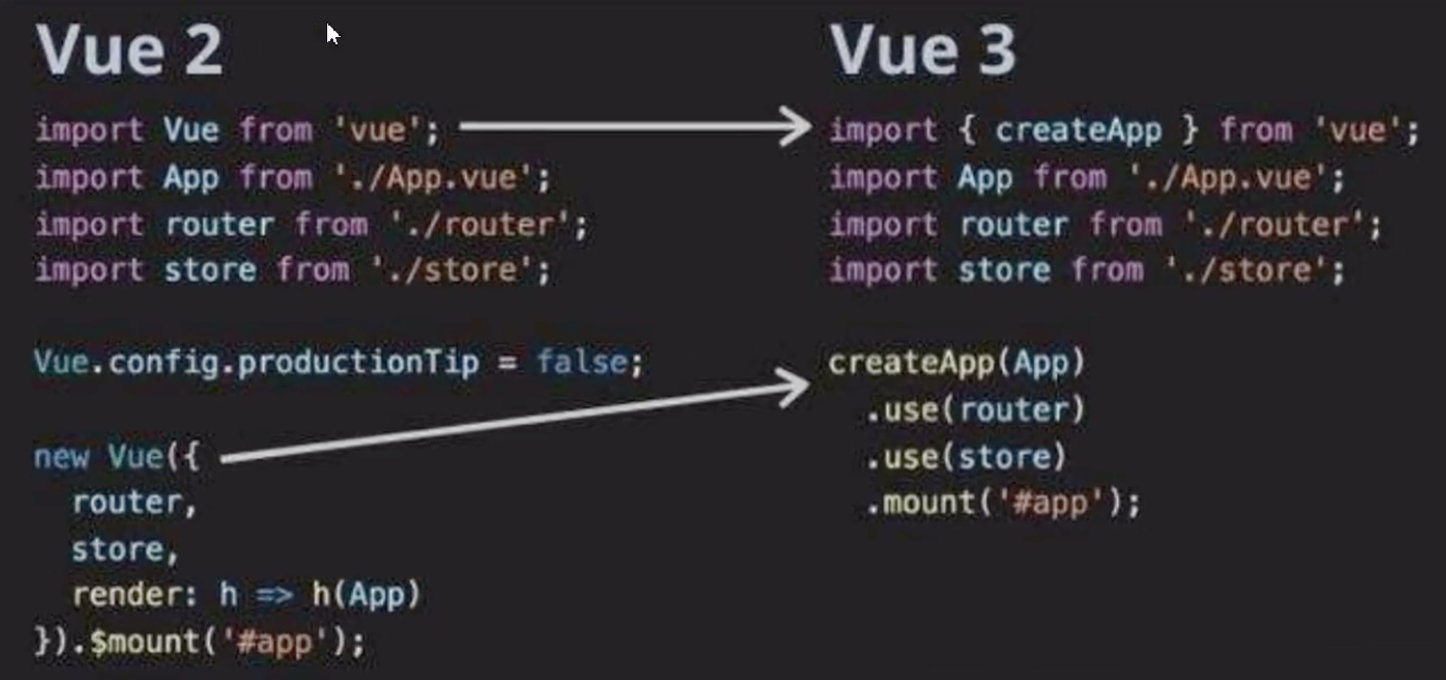 Vue 2
import Vue from 'vue';
import App from './App.vue';
import router from './router';
import store from './store';
Vue.config.productionTip = false;
new Vue({
  router,
  store,
  render: h => h(App)
}).$mount('#app');
Vue 3
import { createApp } from 'vue';
import App from './App.vue';
import router from './router';
import store from './store';
createApp(App)
  .use(router)
  .use(store)
  .mount('#app');